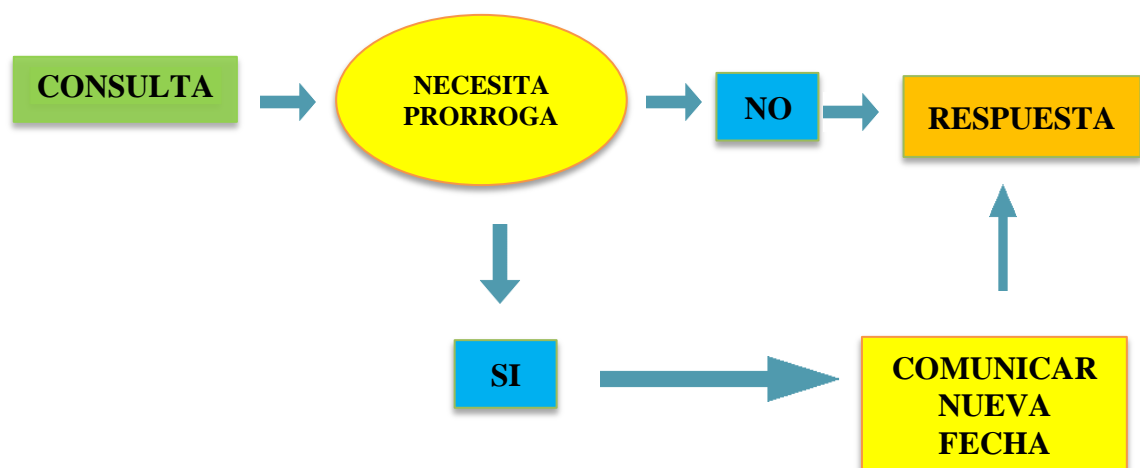 CONSULTA
NECESITA
PRORROGA
NO
RESPUESTA
SI
COMUNICAR
NUEVA
FECHA